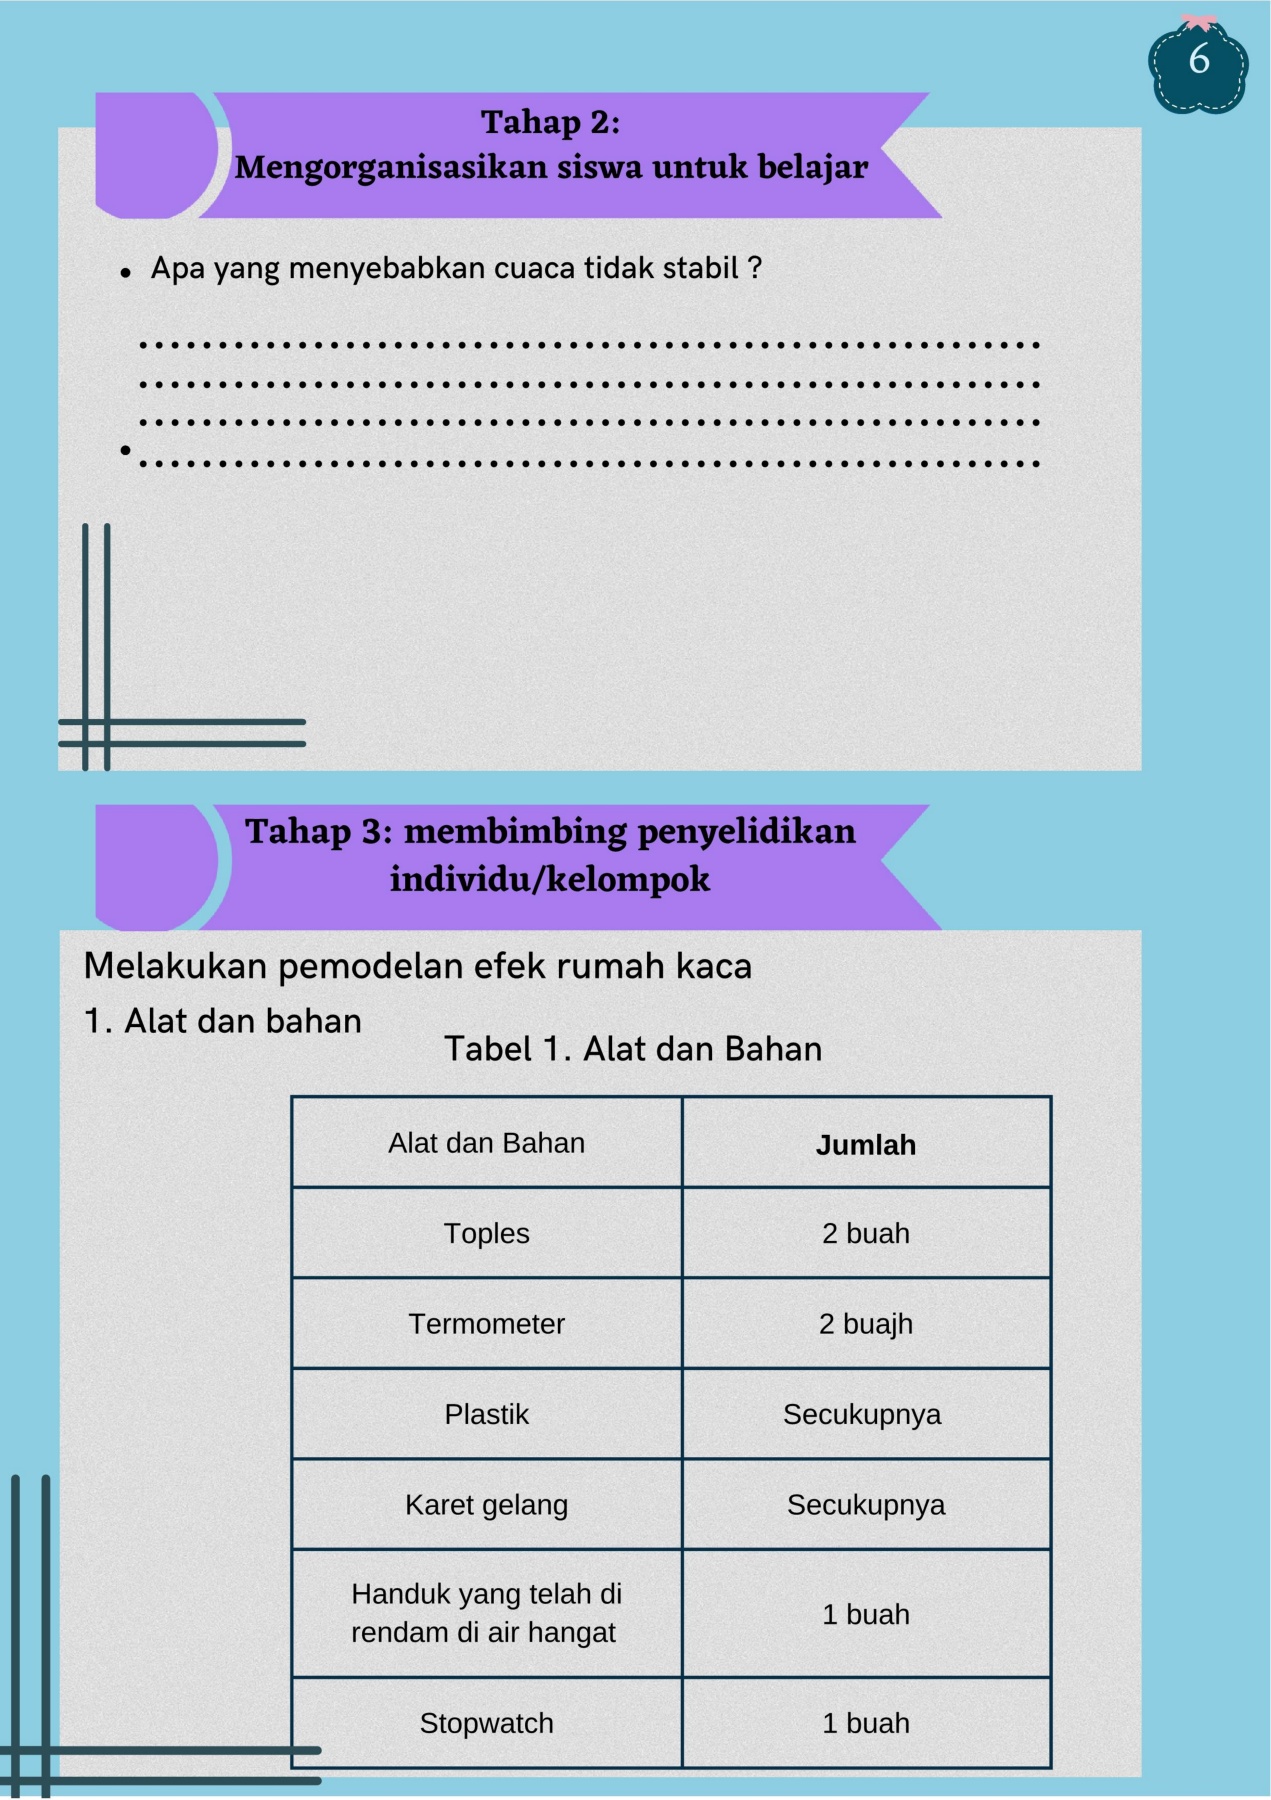 6
Tahap 2:
Mengorganisasikan siswa untuk belajar
• Apa yang menyebabkan cuaca tidak stabil ?
.........................................................
.........................................................
.........................................................
• .........................................................
Tahap 3: membimbing penyelidikan
individu/kelompok
Melakukan pemodelan efek rumah kaca
1. Alat dan bahan
Tabel 1. Alat dan Bahan
Alat dan Bahan Jumlah
Toples 2 buah
Termometer 2 buajh
Plastik Secukupnya
Karet gelang Secukupnya
Handuk yang telah di
rendam di air hangat 1 buah
Stopwatch 1 buah